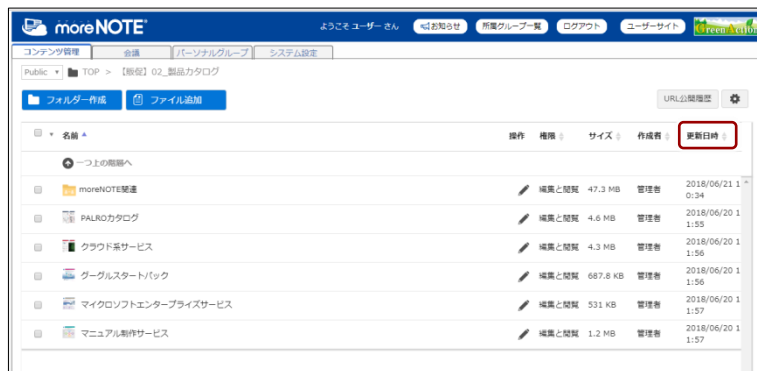 moreNOTE
ようこそ ユーザー さん お知らせ 所属グループ一覧 ログアウト ユーザーサイト Green Action
コンテンツ管理 会議 パーソナルグループ システム設定
Public TOP > 【販促】02_製品カタログ
フォルダー作成 ファイル追加 URL公開履歴
名前 操作 権限 サイズ 作成者 更新日時
一つ上の階層へ
moreNOTE関連 編集と閲覧 47.3 MB 管理者 2018/06/21 1
0:34
PALROカタログ 編集と閲覧 4.6 MB 管理者 2018/06/20 1
1:55
クラウド系サービス 編集と閲覧 4.3 MB 管理者 2018/06/20 1
1:56
グーグルスタートパック 編集と閲覧 687.8 KB 管理者 2018/06/20 1
1:56
マイクロソフトエンタープライズサービス 編集と閲覧 531 KB 管理者 2018/06/20 1
1:57
マニュアル制作サービス 編集と閲覧 1.2 MB 管理者 2018/06/20 1
1:57